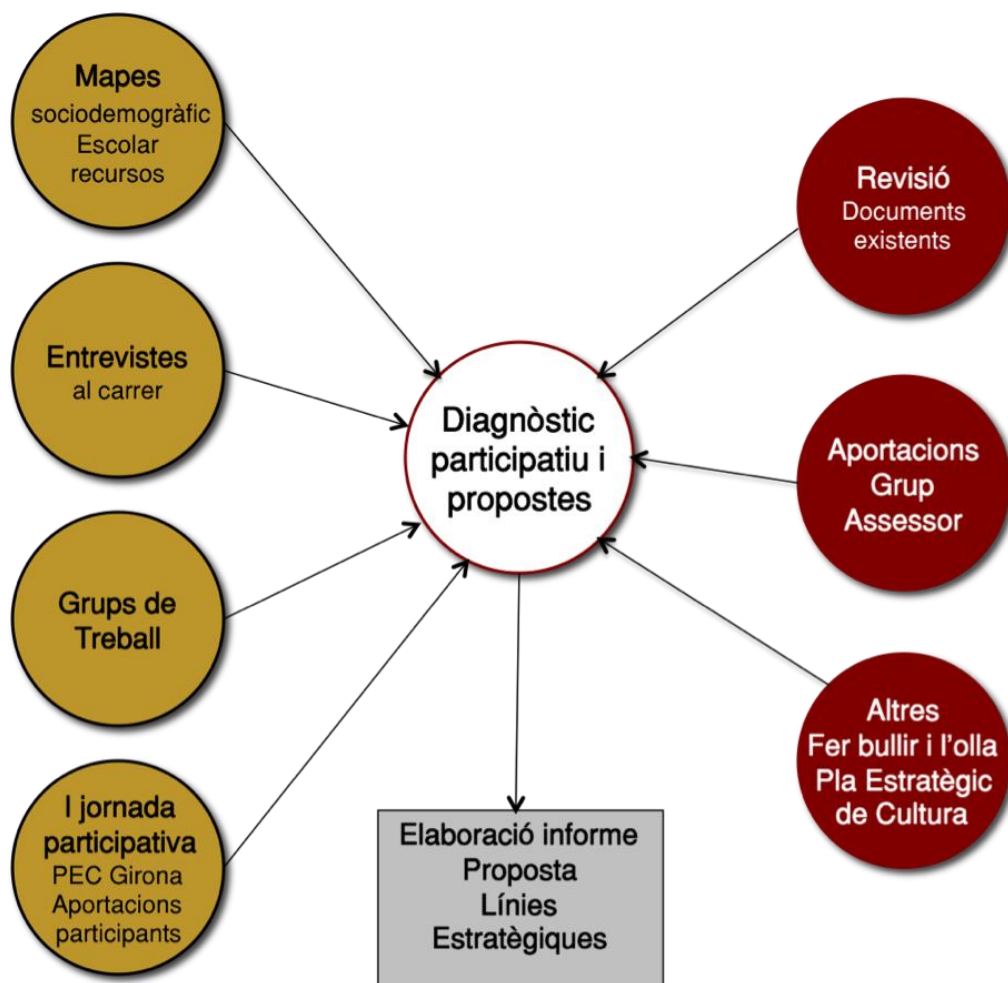 Mapes
sociodemogràfic
Escolar
recursos
Entrevistes
al carrer
Grups de
Treball
I jornada
participativa
PEC Girona
Aportacions
participants
Diagnòstic
participatiu i
propostes
Elaboració informe
Proposta
Línies
Estratègiques
Revisió
Documents
existents
Aportacions
Grup
Assessor
Altres
Fer bullir i l'olla
Pla Estratègic
de Cultura